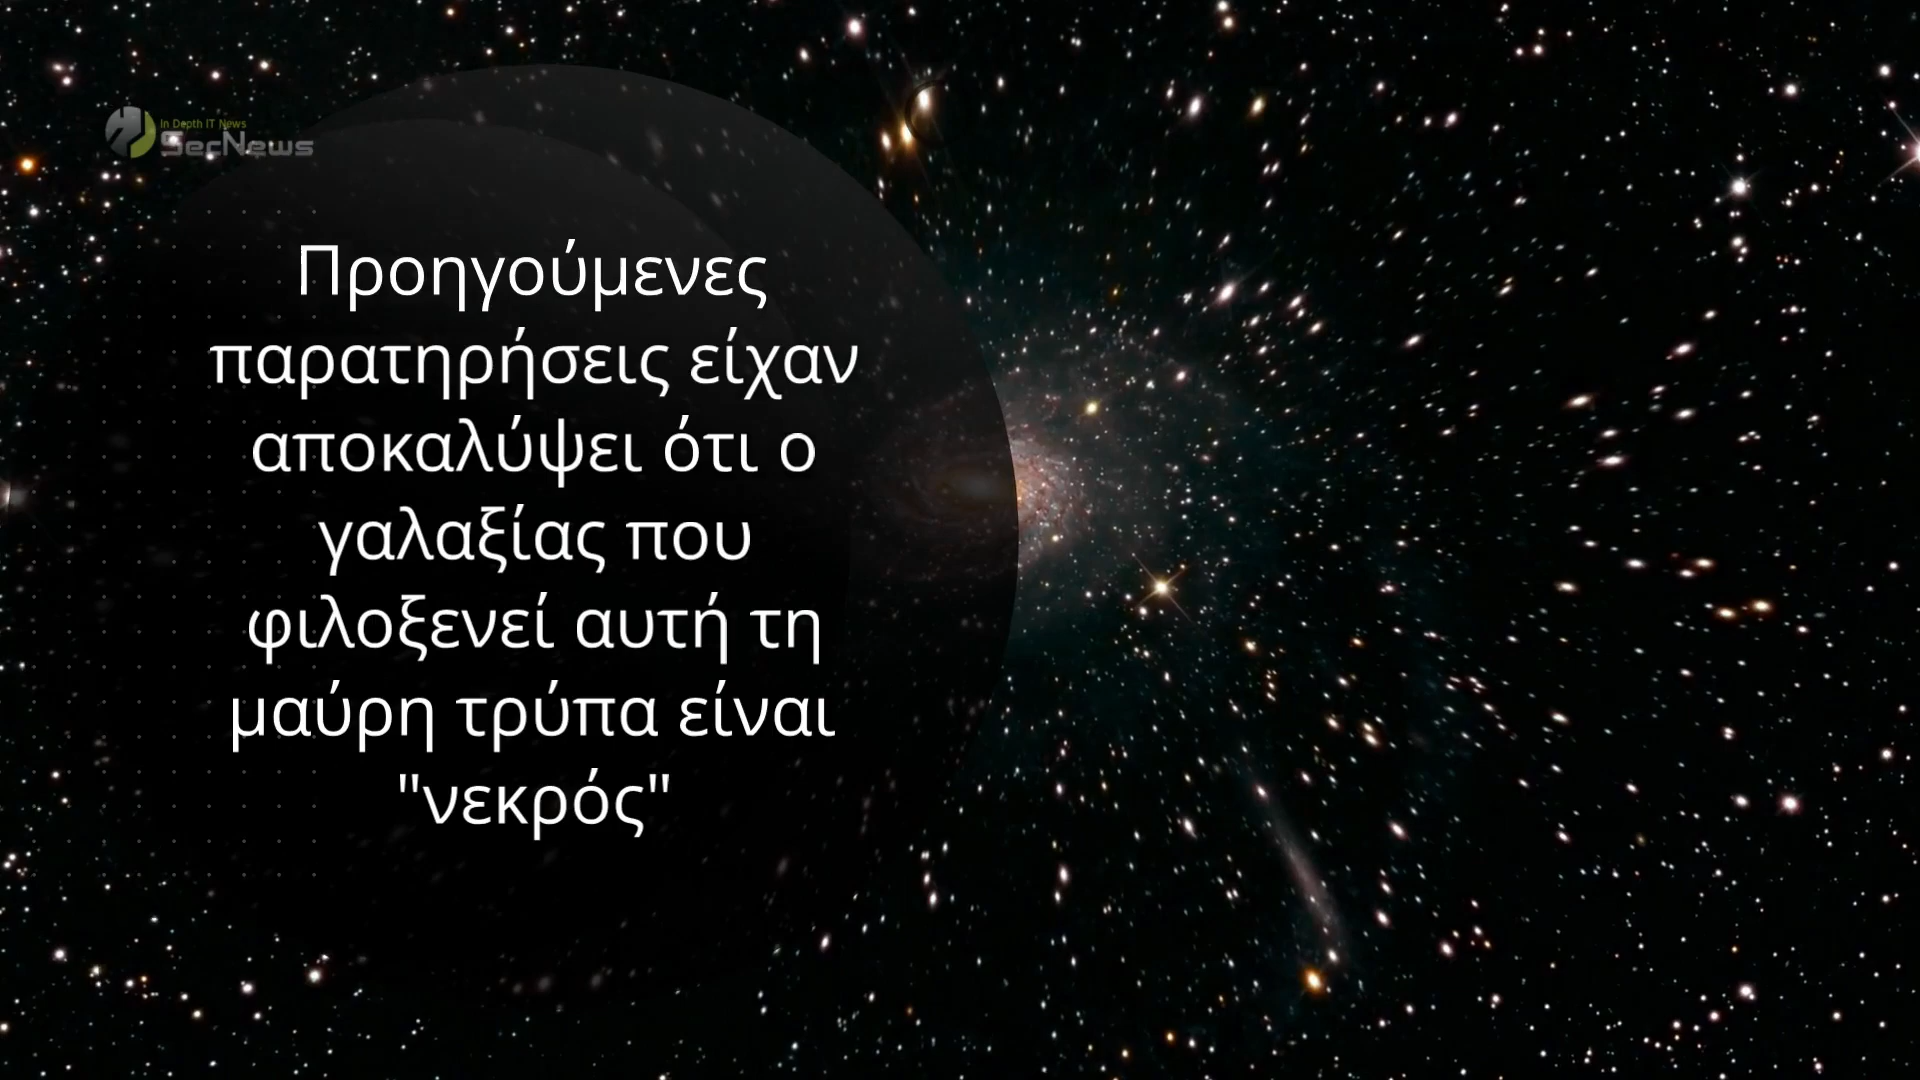 In Depth IT News
SecNews
Προηγούμενες
παρατηρήσεις είχαν
αποκαλύψει ότι ο
γαλαξίας που
φιλοξενεί αυτή τη
μαύρη τρύπα είναι
"νεκρός"